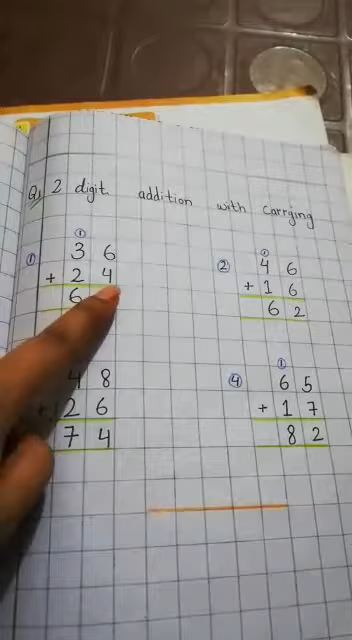 Q1 2 digit addition with carrying
① ①
3 6
+ 2 4
6
② ①
4 6
+ 1 6
6 2
4 8
+ 2 6
7 4
④ ①
6 5
+ 1 7
8 2